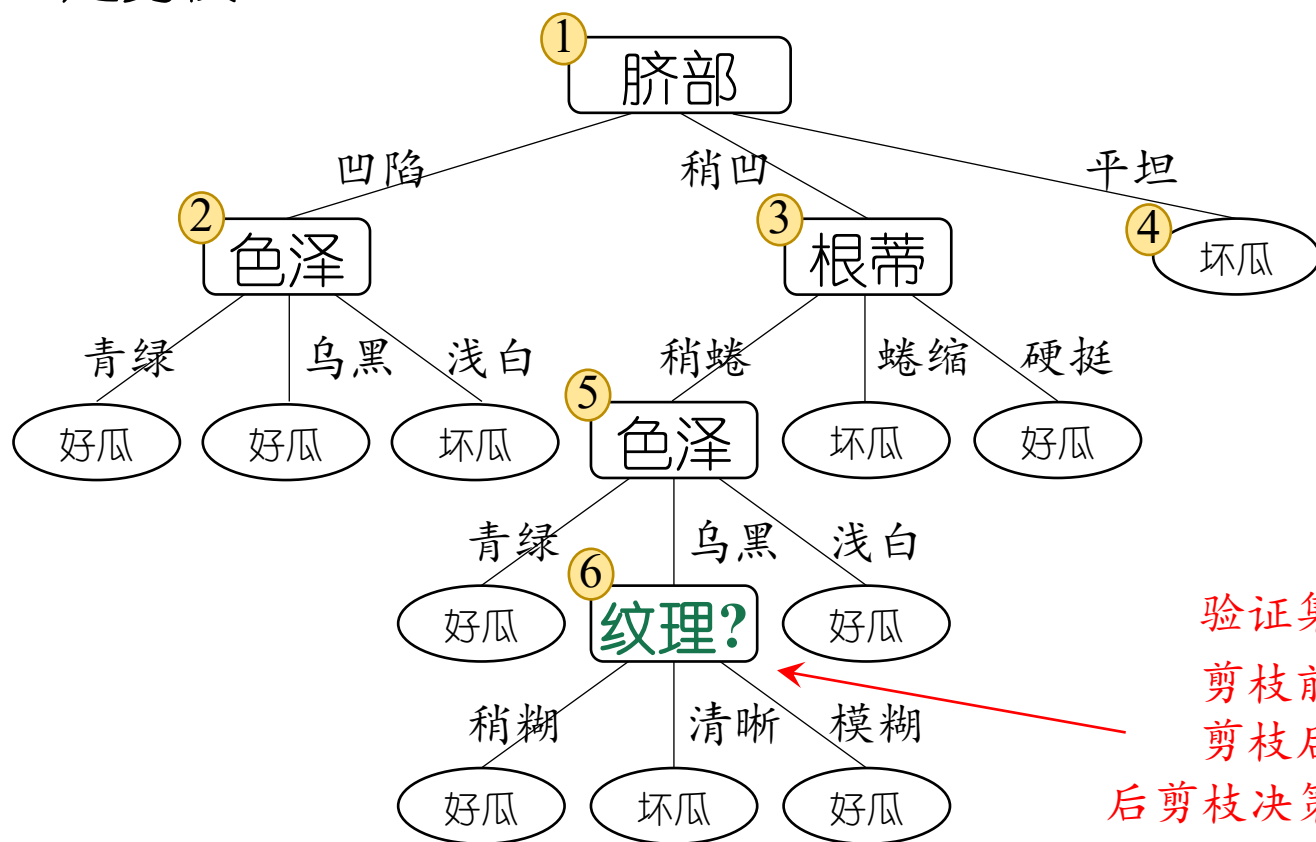 1
脐部
凹陷
稍凹
平坦
2
色泽
3
根蒂
4
坏瓜
青绿
乌黑
浅白
稍蜷
蜷缩
硬挺
好瓜
好瓜
坏瓜
5
色泽
坏瓜
好瓜
青绿
乌黑
浅白
好瓜
6
纹理?
好瓜
稍糊
清晰
模糊
好瓜
坏瓜
好瓜
验证集
剪枝前
剪枝后
后剪枝决策